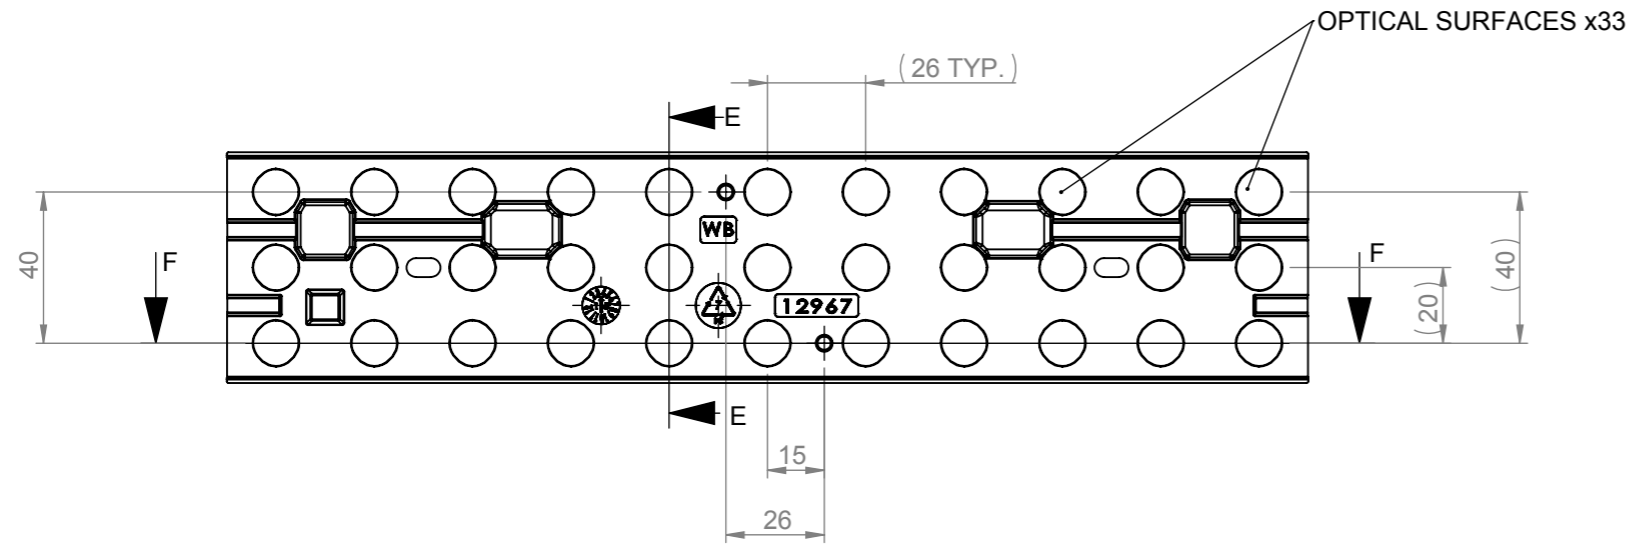 OPTICAL SURFACES x33
(26 TYP.)
E
WB
40
F
F
(40)
(20)
12967
E
15
26